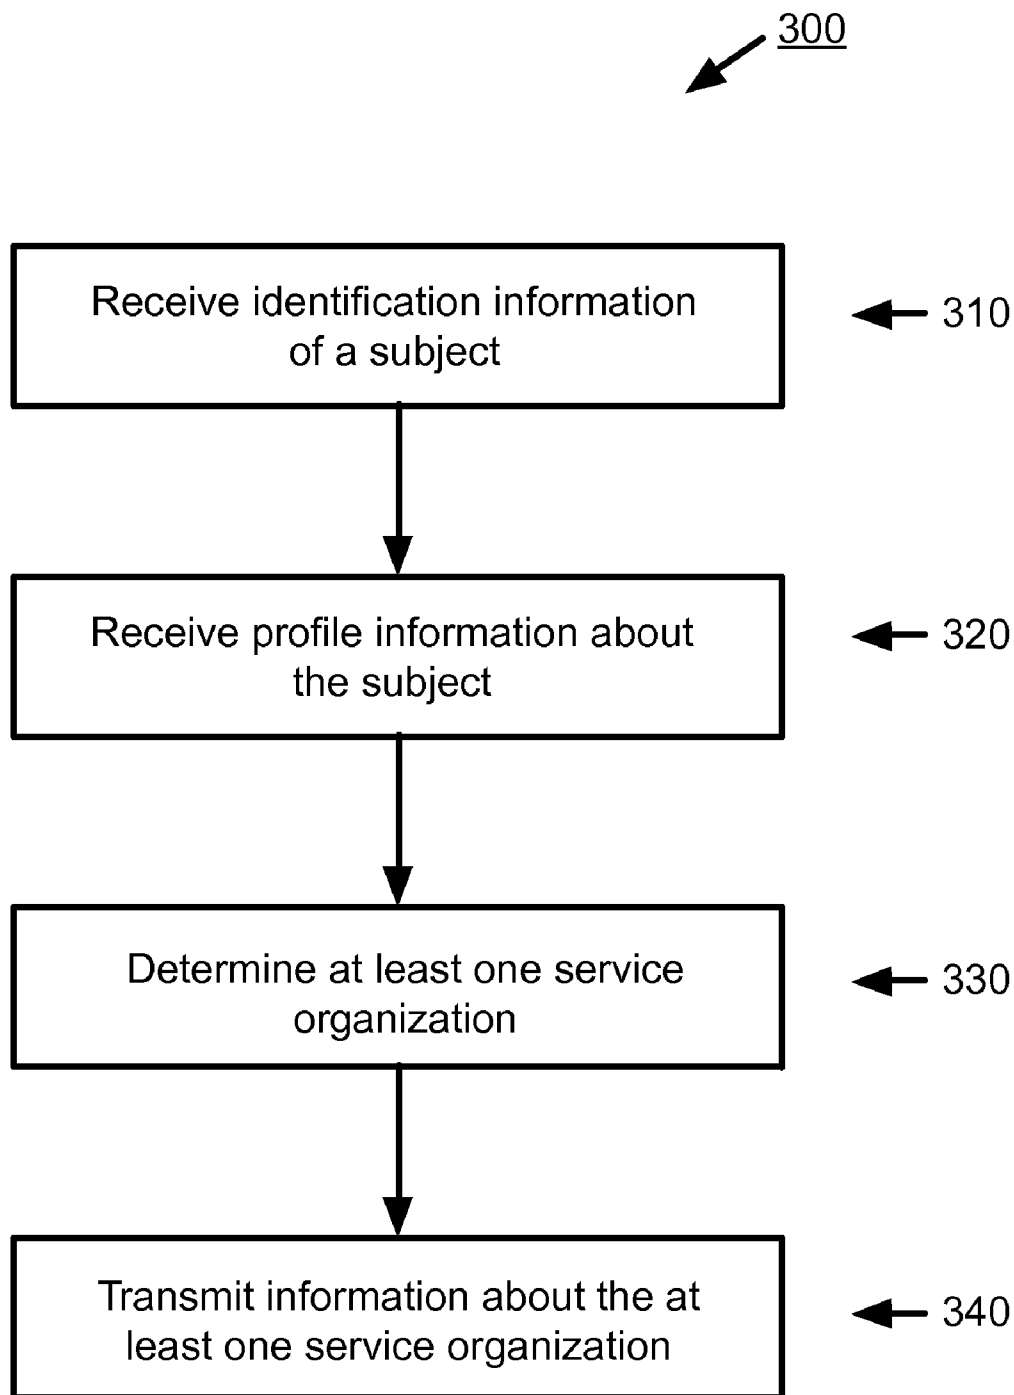 300
Receive identification information
of a subject
310
Receive profile information about
the subject
320
Determine at least one service
organization
330
Transmit information about the at
least one service organization
340